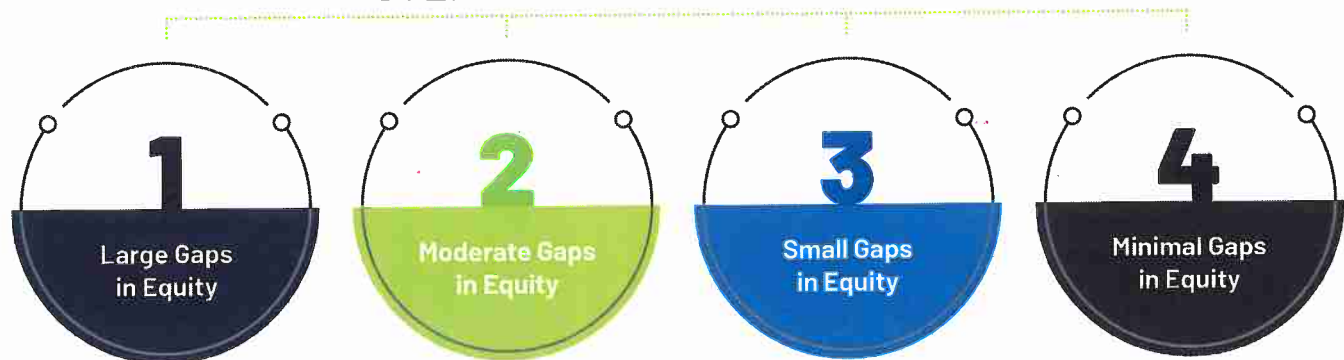 1
Large Gaps
in Equity
2
Moderate Gaps
in Equity
3
Small Gaps
in Equity
4
Minimal Gaps
in Equity